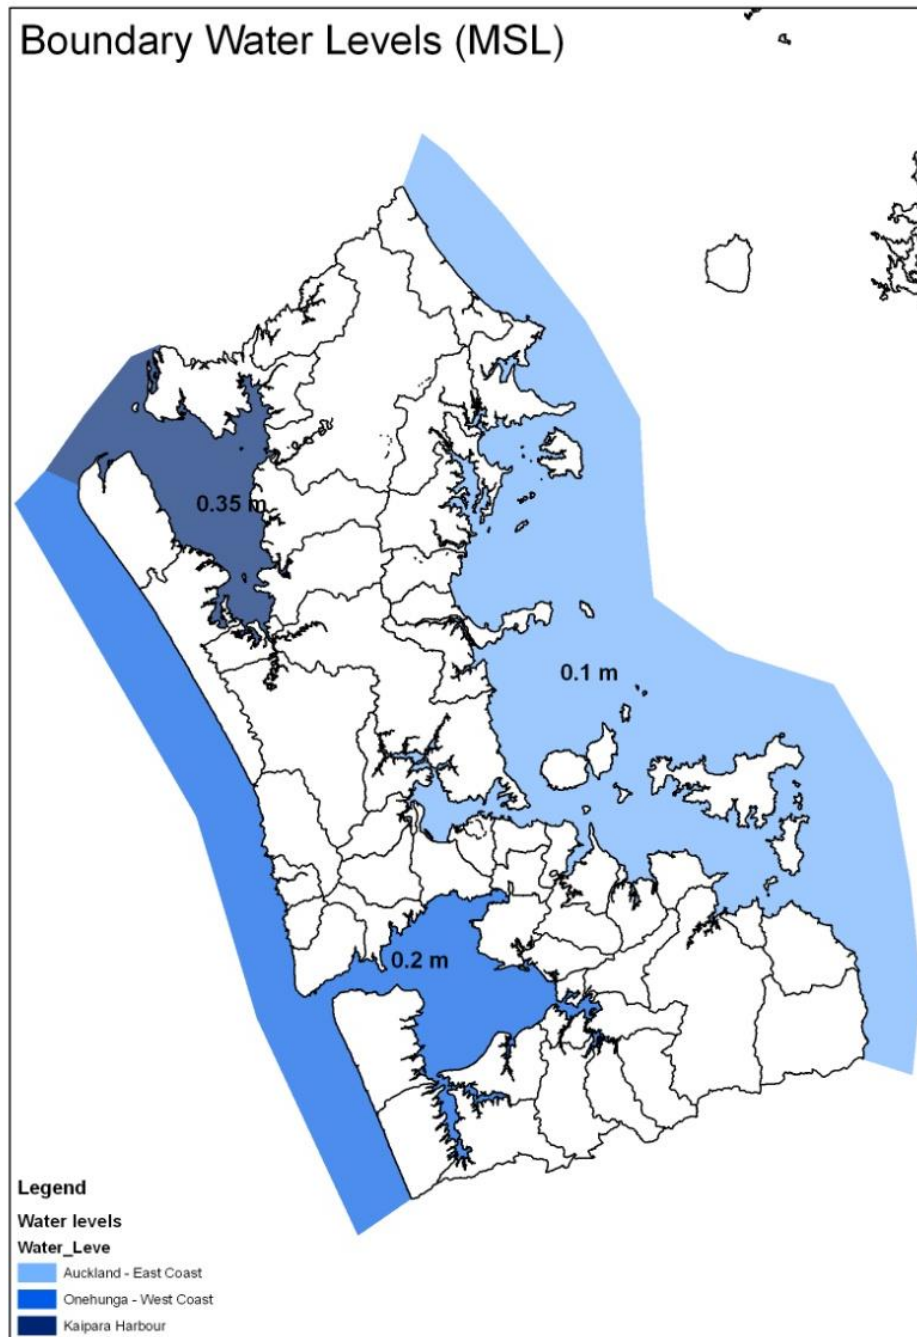 Boundary Water Levels (MSL)
0.35 m
0.1 m
0.2 m
Legend
Water levels
Water_Leve
Auckland - East Coast
Onehunga - West Coast
Kaipara Harbour